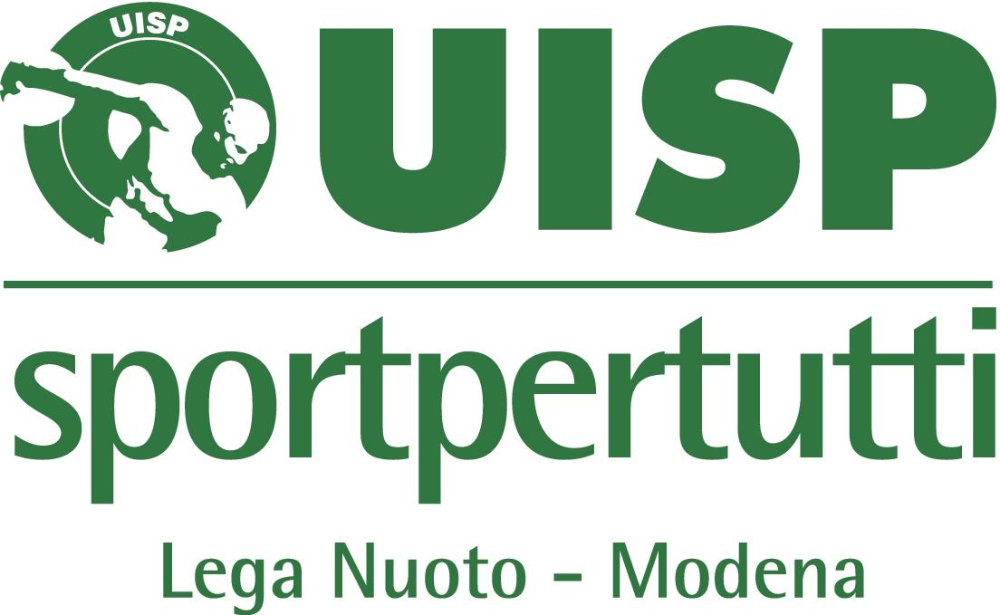 UISP
UISP
sportpertutti
Lega Nuoto - Modena